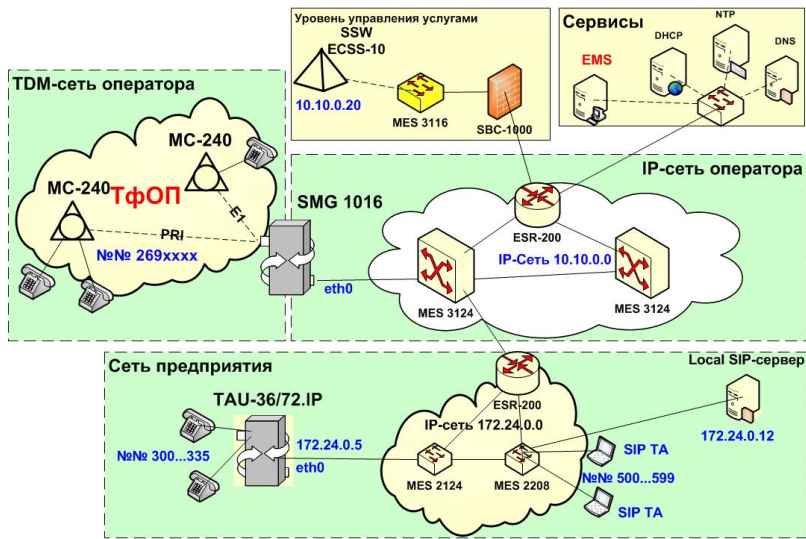 Уровень управления услугами
SSW
ECSS-10
10.10.0.20
MES 3116
SBC-1000
Сервисы
EMS
DHCP
NTP
DNS
TDM-сеть оператора
МС-240
МС-240
ТфОП
E1
PRI
№№ 269xxxx
SMG 1016
eth0
IP-сеть оператора
ESR-200
IP-Сеть 10.10.0.0
MES 3124
MES 3124
Сеть предприятия
Local SIP-сервер
TAU-36/72.IP
ESR-200
IP-сеть 172.24.0.0
№№ 300...335
172.24.0.5
eth0
MES 2124
MES 2208
172.24.0.12
SIP TA
№№ 500...599
SIP TA